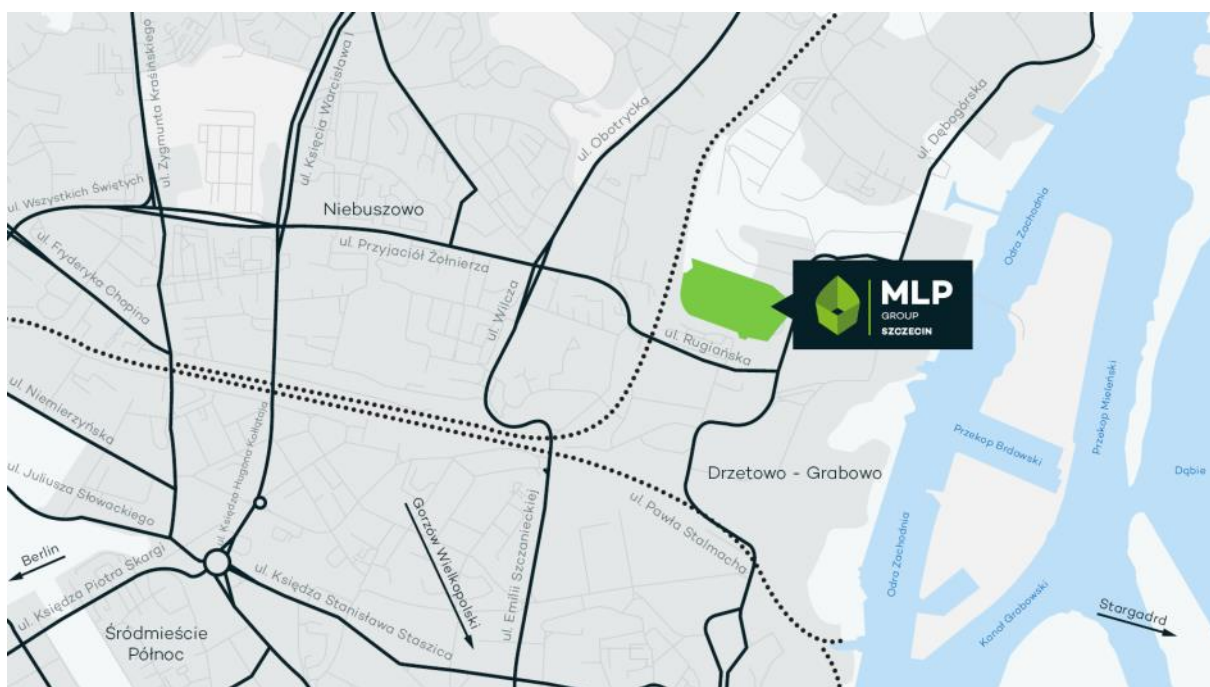 ul. Zygmunta Krasińskiego
ul. Księcia Warcisława I
ul. Obotrycka
ul. Dębogórska
ul. Wszystkich Świętych
Niebuszowo
ul. Fryderyka Chopina
ul. Przyjaciół Żołnierza
Odra Zachodnia
MLP
GROUP
SZCZECIN
ul. Wilcza
ul. Rugiańska
ul. Niemierzyńska
Przekop Mieleński
Przekop Brdowski
Dąbie
ul. Juliusza Słowackiego
ul. Księdza Hugona Kołłątaja
Drzetowo - Grabowo
ul. Pawła Stalmacha
Gorzów Wielkopolski
ul. Emilii Szczanieckiej
Berlin
ul. Księdza Piotra Skargi
ul. Księdza Stanisława Staszica
Odra Zachodnia
Kanał Grabowski
Stargadrd
Śródmieście
Północ